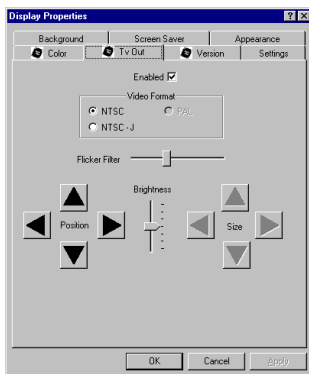 Display Properties
Background Screen Saver Appearance
Color Tv Out Version Settings
Enabled
Video Format
NTSC PAL
NTSC-J
Flicker Filter
Brightness
Position
Size
OK Cancel Apply